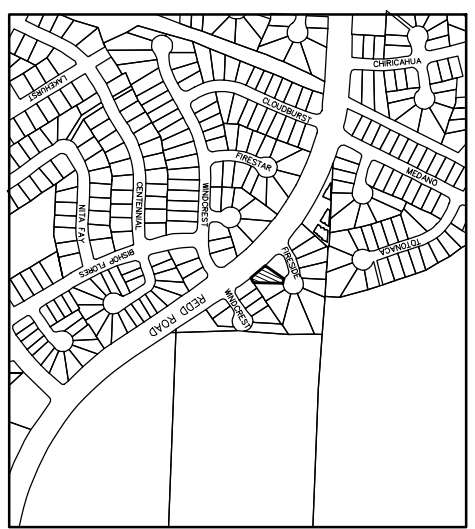 CHIRICAHUA
LAKEHURST
CLOUDBURST
FIRESTAR
MEDANO
WINDCREST
CENTENNIAL
NITA FAY
TOTONACA
BISHOP FLORES
FIRESIDE
WINDCREST
REDD ROAD